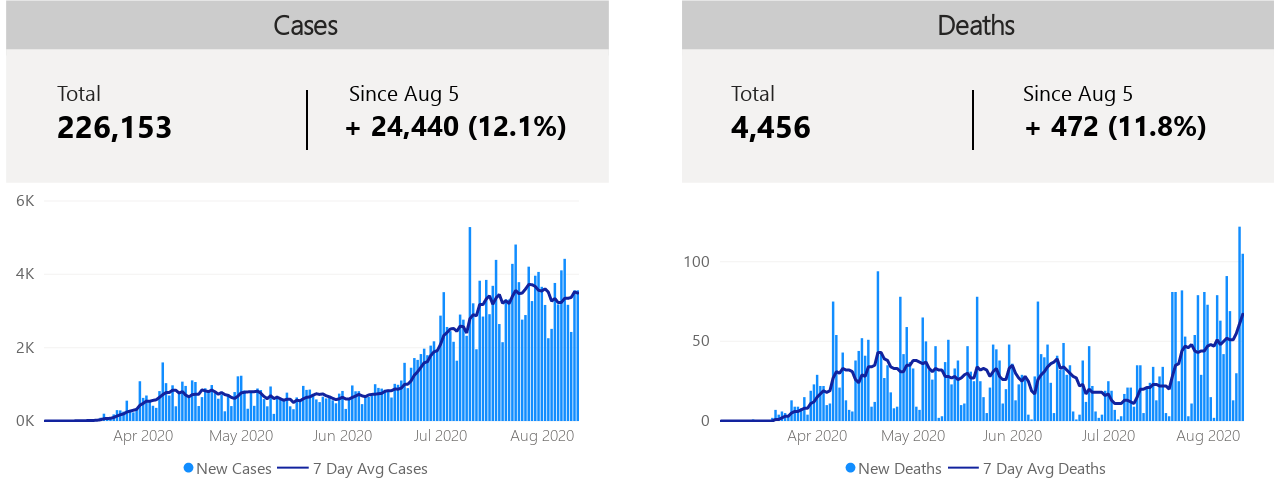 Cases
Total
226,153
Since Aug 5
+ 24,440 (12.1%)
6K
4K
2K
0K
Apr 2020 May 2020 Jun 2020 Jul 2020 Aug 2020
New Cases 7 Day Avg Cases
Deaths
Total
4,456
Since Aug 5
+ 472 (11.8%)
100
50
0
Apr 2020 May 2020 Jun 2020 Jul 2020 Aug 2020
New Deaths 7 Day Avg Deaths